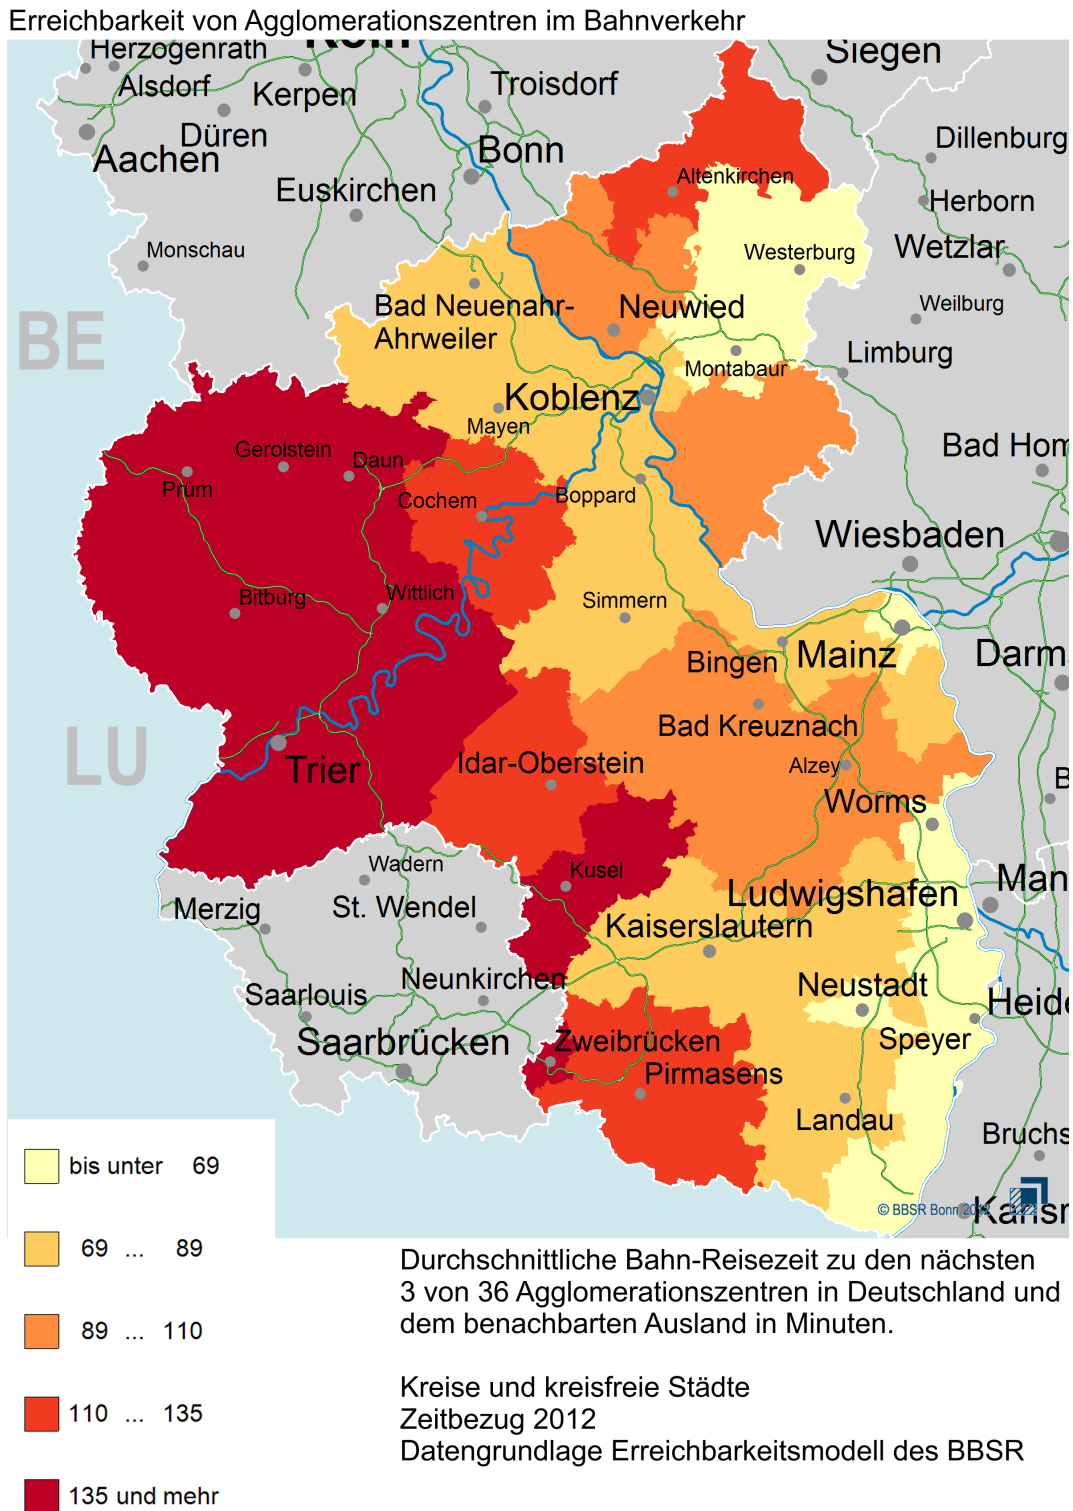 Erreichbarkeit von Agglomerationszentren im Bahnverkehr
Siegen
Herzogenrath
Alsdorf
Kerpen
Troisdorf
Düren
Aachen
Bonn
Dillenburg
Altenkirchen
Euskirchen
Herborn
Monschau
Westerburg
Wetzlar
Bad Neuenahr-
Ahrweiler
Neuwied
Weilburg
BE
Montabaur
Limburg
Koblenz
Mayen
Gerolstein
Daun
Bad Hom
Prüm
Cochem
Boppard
Wiesbaden
Bitburg
Wittlich
Simmern
Bingen
Mainz
Darm
Bad Kreuznach
LU
Trier
Idar-Oberstein
Alzey
Worms
Wadern
Kusel
Man
Merzig
St. Wendel
Ludwigshafen
Kaiserslautern
Neunkirchen
Neustadt
Saarlouis
Heide
Saarbrücken
Zweibrücken
Speyer
Pirmasens
Landau
Bruchs
© BBSR Bonn 2012
bis unter 69
69 ... 89
89 ... 110
110 ... 135
135 und mehr
Durchschnittliche Bahn-Reisezeit zu den nächsten
3 von 36 Agglomerationszentren in Deutschland und
dem benachbarten Ausland in Minuten.
Kreise und kreisfreie Städte
Zeitbezug 2012
Datengrundlage Erreichbarkeitsmodell des BBSR